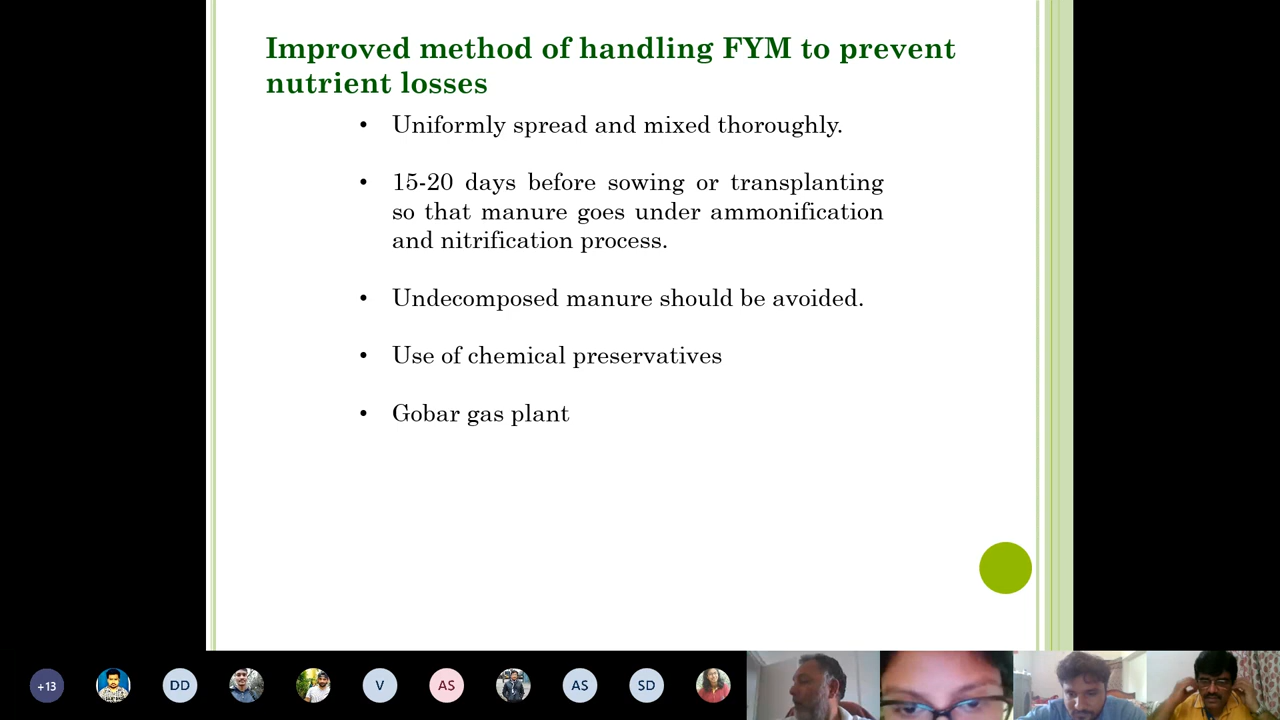 Improved method of handling FYM to prevent
nutrient losses
• Uniformly spread and mixed thoroughly.
• 15-20 days before sowing or transplanting
so that manure goes under ammonification
and nitrification process.
• Undecomposed manure should be avoided.
• Use of chemical preservatives
• Gobar gas plant
+13 DD V AS AS SD